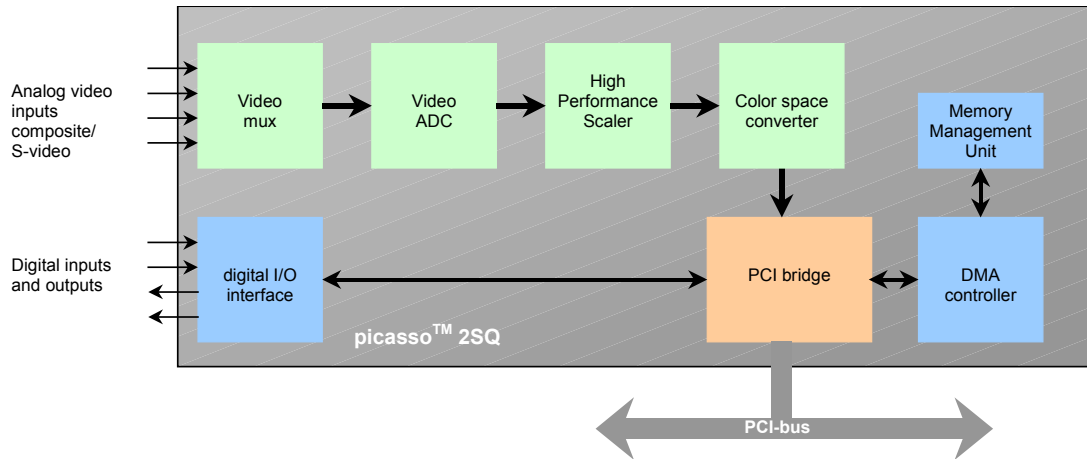 Analog video
inputs
composite/
S-video
Video
mux
Video
ADC
High
Performance
Scaler
Color space
converter
Memory
Management
Unit
Digital inputs
and outputs
digital I/O
interface
PCI bridge
DMA
controller
picasso™ 2SQ
PCI-bus